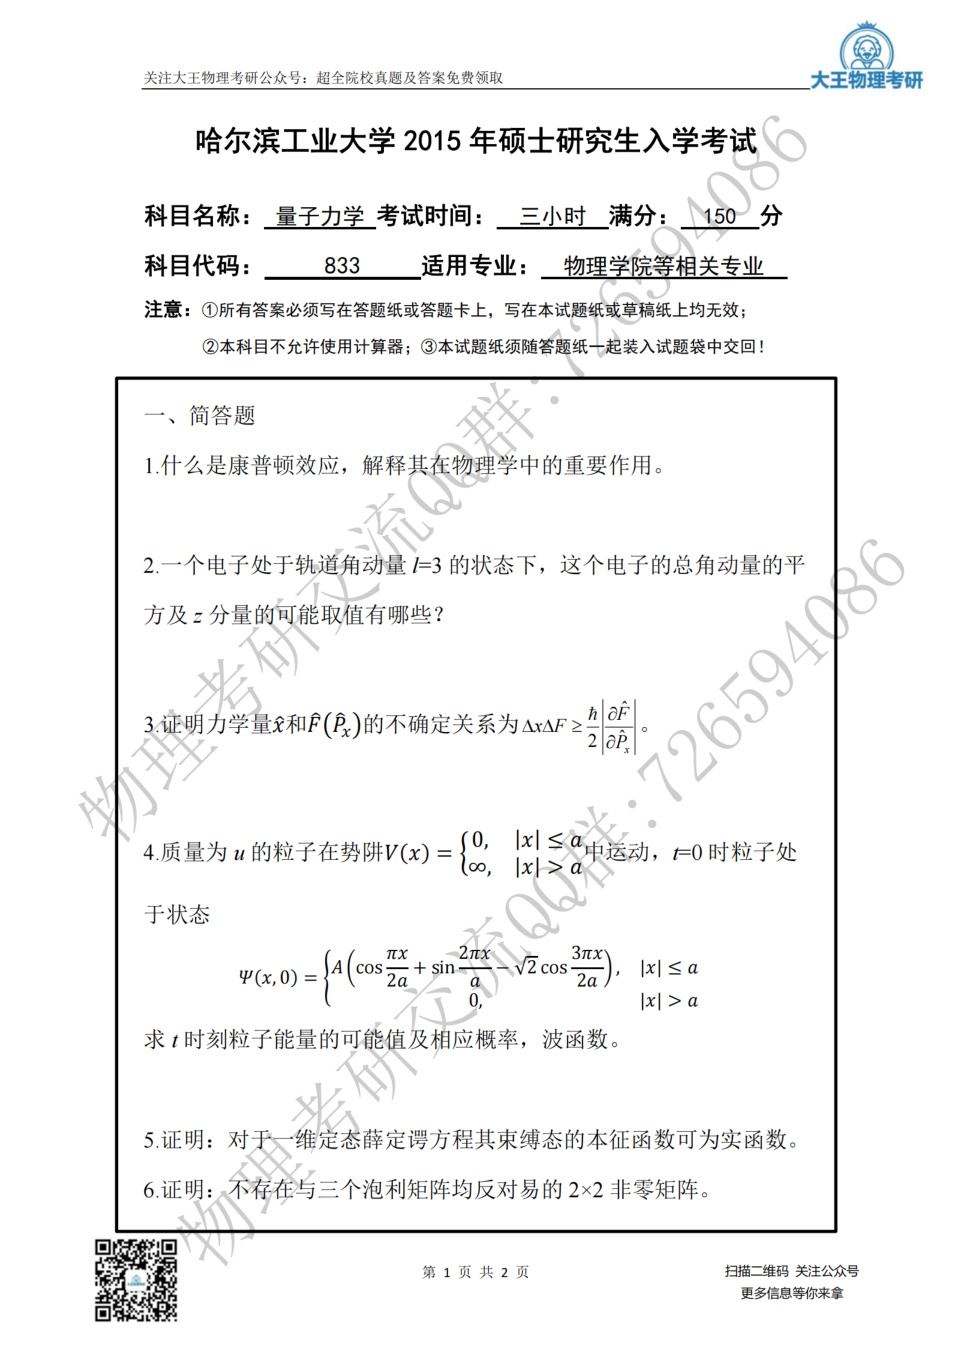 关注大王物理考研公众号：超全院校真题及答案免费领取
大王物理考研
哈尔滨工业大学 2015 年硕士研究生入学考试
科目名称： 量子力学 考试时间： 三小时 满分： 150 分
科目代码： 833 适用专业： 物理学院等相关专业
注意：①所有答案必须写在答题纸或答题卡上，写在本试题纸或草稿纸上均无效；
②本科目不允许使用计算器；③本试题纸须随答题纸一起装入试题袋中交回！
一、简答题
1.什么是康普顿效应，解释其在物理学中的重要作用。
2.一个电子处于轨道角动量 l=3 的状态下，这个电子的总角动量的平
方及 z 分量的可能取值有哪些？
3.证明力学量x̂和F̂(P̂ₓ)的不确定关系为 ΔxΔF ≥ ħ/2 |∂F̂/∂P̂ₓ| 。
4.质量为 u 的粒子在势阱V(x) = {0, |x| ≤ a; ∞, |x| > a 中运动，t=0 时粒子处
于状态
Ψ(x, 0) = {A(cos πx/2a + sin 2πx/a − √2 cos 3πx/2a), |x| ≤ a; 0, |x| > a
求 t 时刻粒子能量的可能值及相应概率，波函数。
5.证明：对于一维定态薛定谔方程其束缚态的本征函数可为实函数。
6.证明：不存在与三个泡利矩阵均反对易的 2×2 非零矩阵。
物理考研交流QQ群：726594086
物理考研交流QQ群：726594086
大王物理考研
第 1 页 共 2 页
扫描二维码 关注公众号
更多信息等你来拿